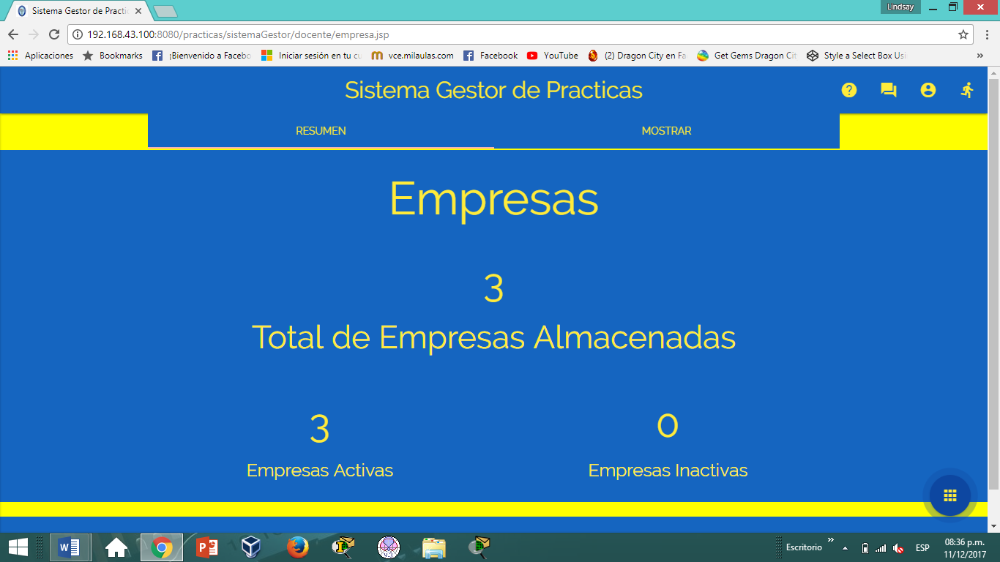 Sistema Gestor de Practic
Lindsay
192.168.43.100:8080/practicas/sistemaGestor/docente/empresa.jsp
Aplicaciones Bookmarks ¡Bienvenido a Facebo Iniciar sesión en tu cu vce.milaulas.com Facebook YouTube (2) Dragon City en Fa Get Gems Dragon Cit Style a Select Box Usi »
Sistema Gestor de Practicas
RESUMEN MOSTRAR
Empresas
3
Total de Empresas Almacenadas
3 0
Empresas Activas Empresas Inactivas
Escritorio » ESP 08:36 p.m.
11/12/2017